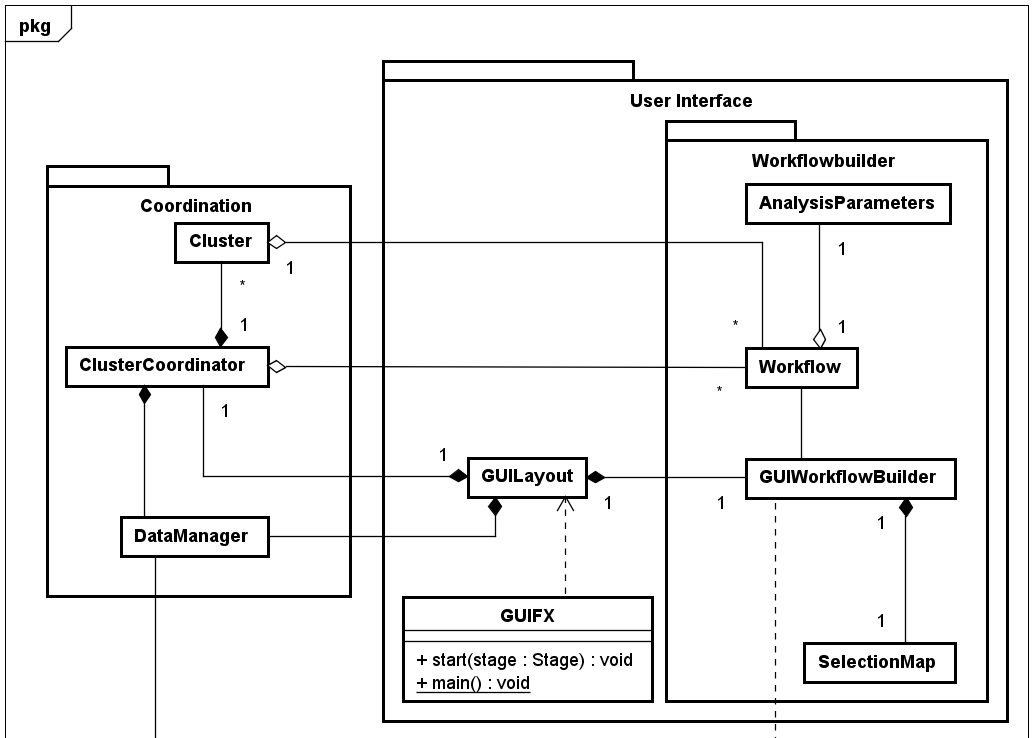 pkg
User Interface
Workflowbuilder
AnalysisParameters
Coordination
Cluster
1
1
*
*
1
1
ClusterCoordinator
Workflow
*
1
1
GUILayout
GUIWorkflowBuilder
1
1
1
DataManager
GUIFX
1
+ start(stage : Stage) : void
SelectionMap
+ main() : void